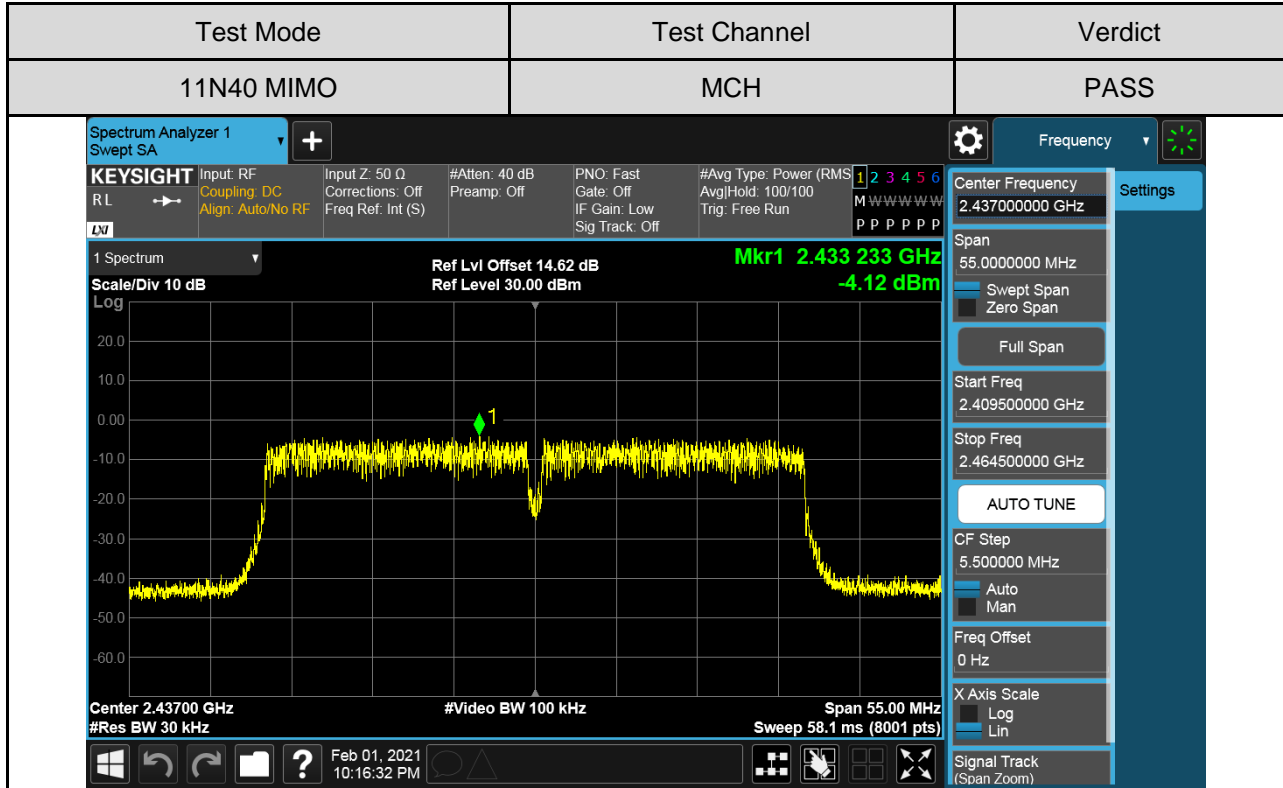 Test Mode Test Channel Verdict
11N40 MIMO MCH PASS
Spectrum Analyzer 1
Swept SA
+
Frequency
KEYSIGHT
RL
LXI
Input: RF
Coupling: DC
Align: Auto/No RF
Input Z: 50 Ω
Corrections: Off
Freq Ref: Int (S)
#Atten: 40 dB
Preamp: Off
PNO: Fast
Gate: Off
IF Gain: Low
Sig Track: Off
#Avg Type: Power (RMS
Avg|Hold: 100/100
Trig: Free Run
1 2 3 4 5 6
M W W W W W
P P P P P P
Center Frequency
2.437000000 GHz
Settings
Span
55.0000000 MHz
Swept Span
Zero Span
Full Span
Start Freq
2.409500000 GHz
Stop Freq
2.464500000 GHz
AUTO TUNE
CF Step
5.500000 MHz
Auto
Man
Freq Offset
0 Hz
X Axis Scale
Log
Lin
Signal Track
(Span Zoom)
1 Spectrum
Scale/Div 10 dB
Ref Lvl Offset 14.62 dB
Ref Level 30.00 dBm
Mkr1 2.433 233 GHz
-4.12 dBm
Log
20.0
10.0
0.00
-10.0
-20.0
-30.0
-40.0
-50.0
-60.0
1
Center 2.43700 GHz
#Res BW 30 kHz
#Video BW 100 kHz
Span 55.00 MHz
Sweep 58.1 ms (8001 pts)
?
Feb 01, 2021
10:16:32 PM